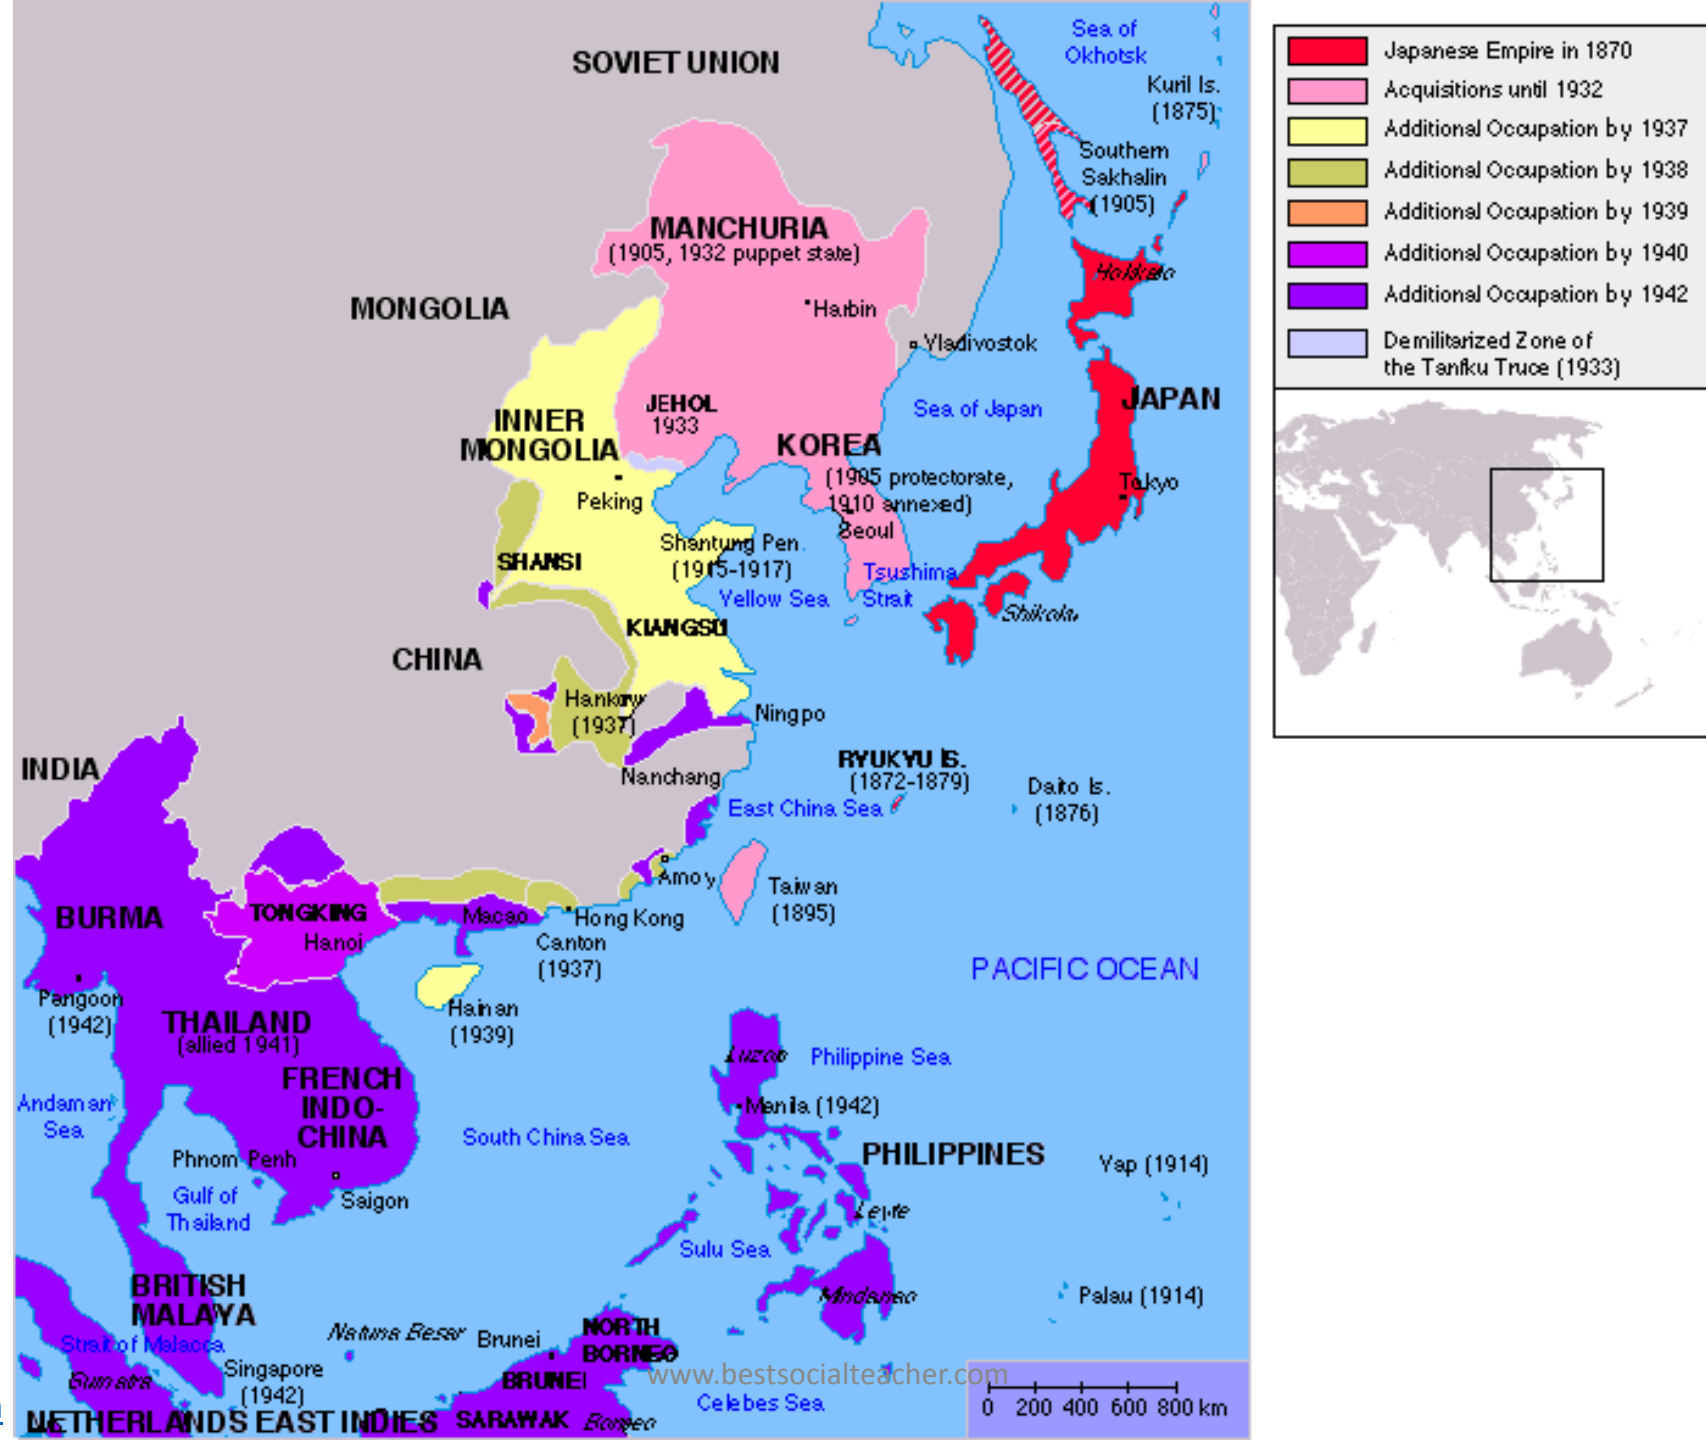 SOVIET UNION
Sea of
Okhotsk
Kuril Is.
(1875)
Southern
Sakhalin
(1905)
MANCHURIA
(1905, 1932 puppet state)
Harbin
Hokkaio
MONGOLIA
Yladivostok
Sea of Japan
JAPAN
JEHOL
1933
INNER
MONGOLIA
KOREA
(1905 protectorate,
1910 annexed)
Seoul
Tokyo
Peking
Shantung Pen.
(1915-1917)
SHANSI
Yellow Sea
Tsushima
Strait
Shikoku
KIANGSU
CHINA
Hankow
(1937)
Ningpo
Nanchang
INDIA
RYUKYU IS.
(1872-1879)
Daito Is.
(1876)
East China Sea
Amoy
Taiwan
(1895)
BURMA
TONGKING
Hanoi
Macao
Hong Kong
Canton
(1937)
PACIFIC OCEAN
Pangoon
(1942)
Hainan
(1939)
THAILAND
(allied 1941)
Luzon
Philippine Sea
FRENCH
INDO-
CHINA
Andaman
Sea
Manila (1942)
South China Sea
PHILIPPINES
Yap (1914)
Phnom Penh
Gulf of
Thailand
Saigon
Leyte
Sulu Sea
BRITISH
MALAYA
Mindanao
Palau (1914)
Strait of Malacca
Natuna Besar
Brunei
NORTH
BORNEO
Singapore
(1942)
Sumatra
BRUNEI
www.bestsocialteacher.com
Celebes Sea
NETHERLANDS EAST INDIES
SARAWAK
Borneo
0 200 400 600 800 km
Japanese Empire in 1870
Acquisitions until 1932
Additional Occupation by 1937
Additional Occupation by 1938
Additional Occupation by 1939
Additional Occupation by 1940
Additional Occupation by 1942
Demilitarized Zone of
the Tanfku Truce (1933)